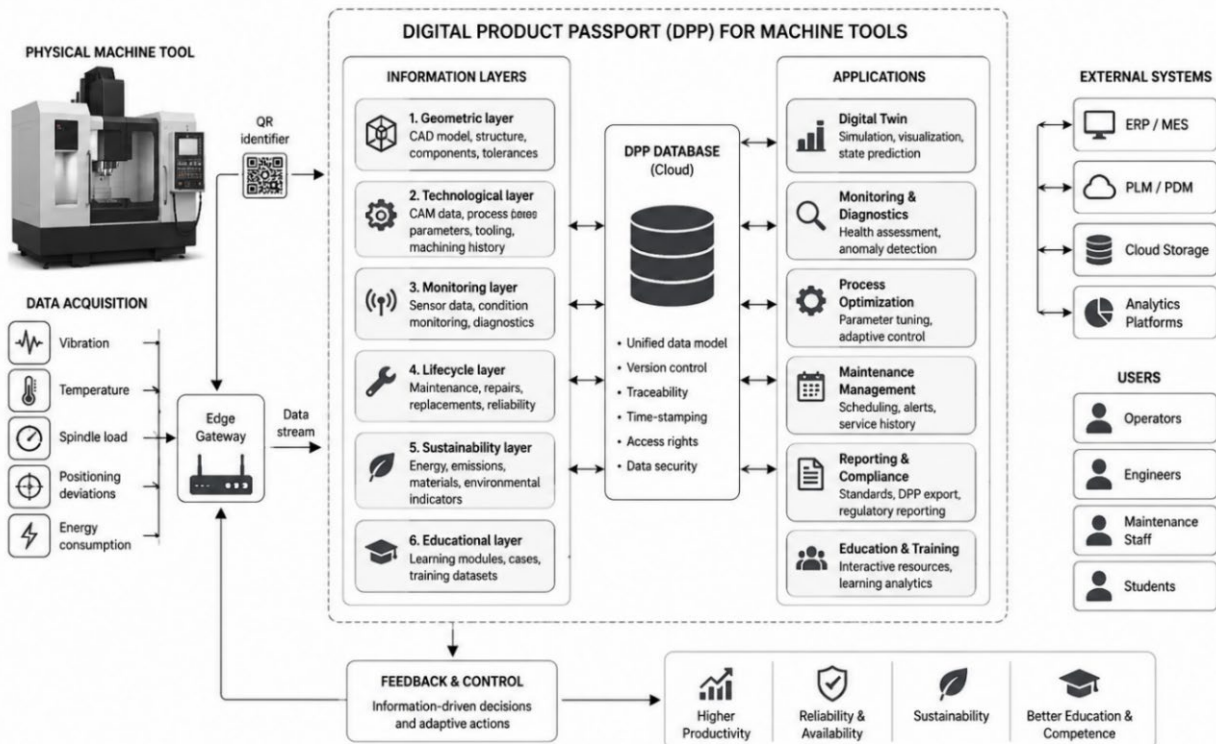 DIGITAL PRODUCT PASSPORT (DPP) FOR MACHINE TOOLS
PHYSICAL MACHINE TOOL
QR
identifier
DATA ACQUISITION
Vibration
Temperature
Spindle load
Positioning
deviations
Energy
consumption
Edge
Gateway
Data
stream
INFORMATION LAYERS
1. Geometric layer
CAD model, structure,
components, tolerances
2. Technological layer
CAM data, process
parameters, tooling,
machining history
3. Monitoring layer
Sensor data, condition
monitoring, diagnostics
4. Lifecycle layer
Maintenance, repairs,
replacements, reliability
5. Sustainability layer
Energy, emissions,
materials, environmental
indicators
6. Educational layer
Learning modules, cases,
training datasets
DPP DATABASE
(Cloud)
• Unified data model
• Version control
• Traceability
• Time-stamping
• Access rights
• Data security
APPLICATIONS
Digital Twin
Simulation, visualization,
state prediction
Monitoring &
Diagnostics
Health assessment,
anomaly detection
Process
Optimization
Parameter tuning,
adaptive control
Maintenance
Management
Scheduling, alerts,
service history
Reporting &
Compliance
Standards, DPP export,
regulatory reporting
Education & Training
Interactive resources,
learning analytics
EXTERNAL SYSTEMS
ERP / MES
PLM / PDM
Cloud Storage
Analytics
Platforms
USERS
Operators
Engineers
Maintenance
Staff
Students
FEEDBACK & CONTROL
Information-driven decisions
and adaptive actions
Higher
Productivity
Reliability &
Availability
Sustainability
Better Education &
Competence